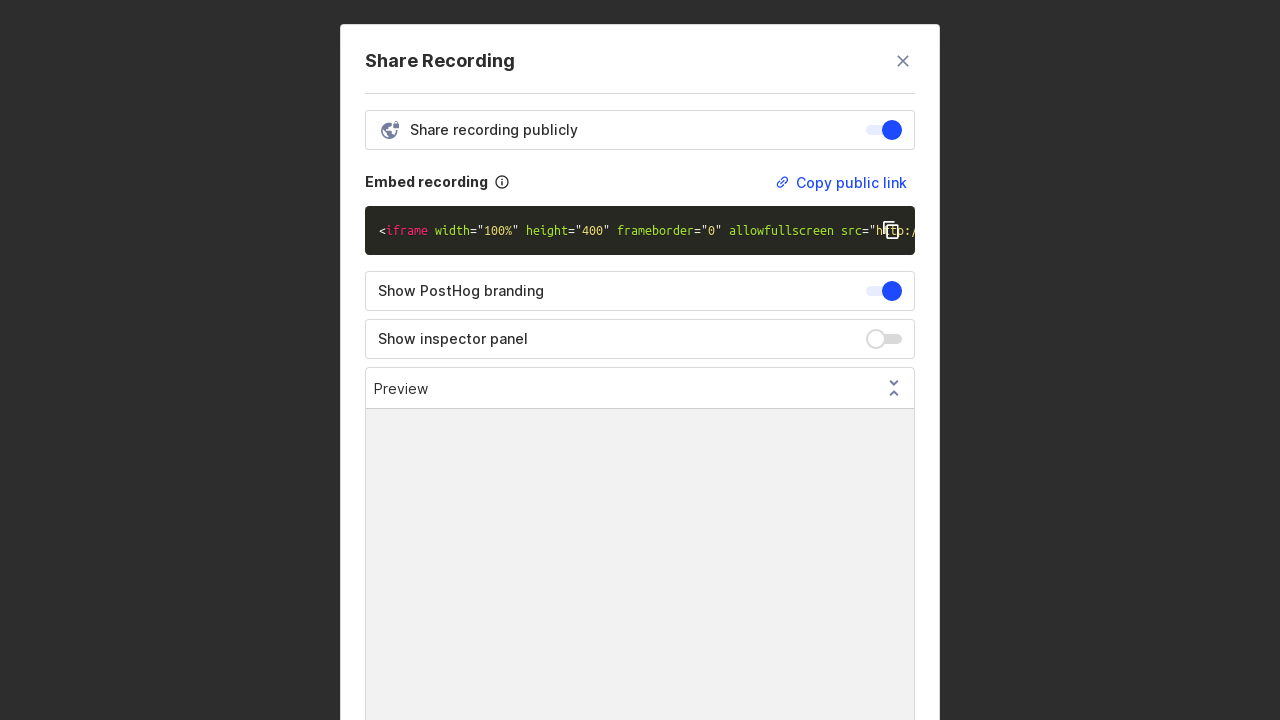 Share Recording
Share recording publicly
Embed recording
Copy public link
<iframe width="100%" height="400" frameborder="0" allowfullscreen src="http:/
Show PostHog branding
Show inspector panel
Preview